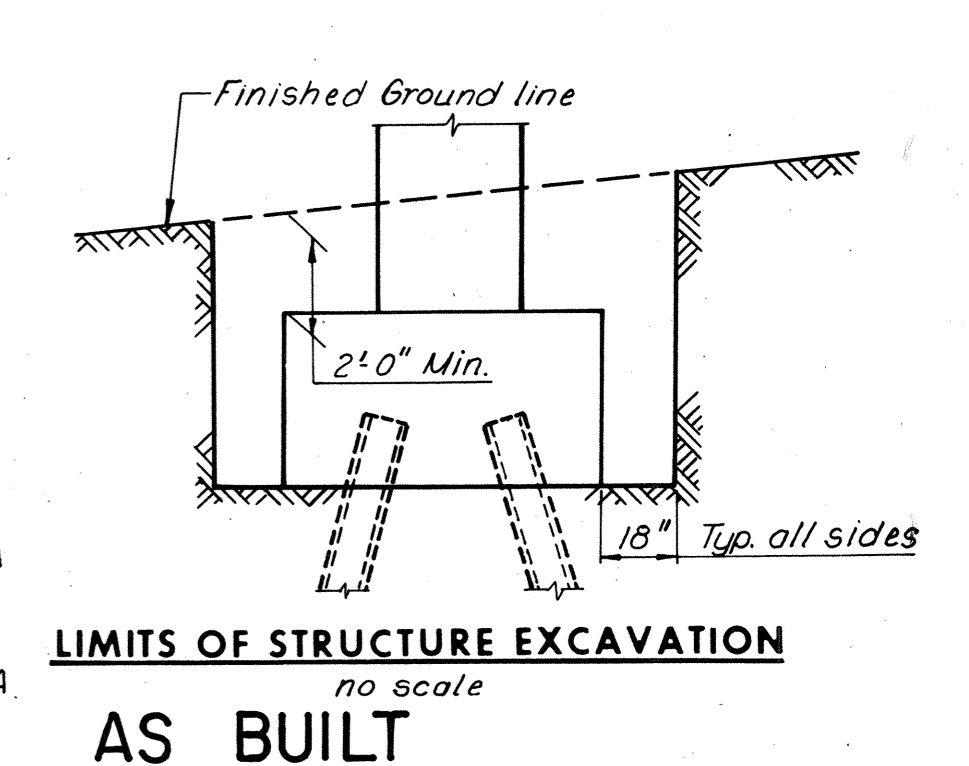 Finished Ground line
2'-0" Min.
18" Typ. all sides
LIMITS OF STRUCTURE EXCAVATION
no scale
AS BUILT